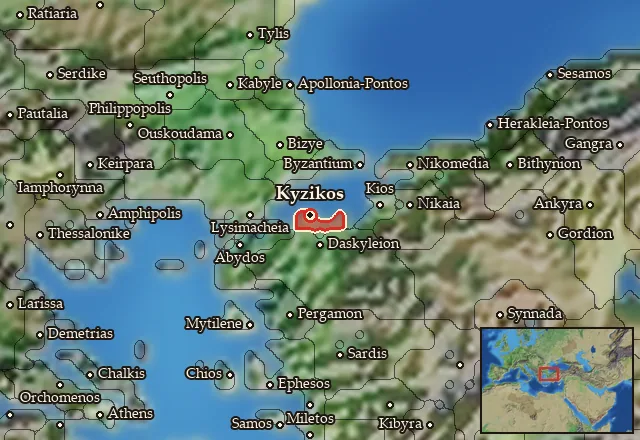 Ratiaria
Tylis
Serdike
Seuthopolis
Kabyle
Apollonia-Pontos
Sesamos
Pautalia
Philippopolis
Ouskoudama
Herakleia-Pontos
Bizye
Gangra
Keirpara
Byzantium
Nikomedia
Bithynion
Iamphorynna
Kyzikos
Kios
Amphipolis
Nikaia
Ankyra
Thessalonike
Lysimacheia
Gordion
Abydos
Daskyleion
Larissa
Pergamon
Synnada
Mytilene
Demetrias
Sardis
Chalkis
Chios
Ephesos
Orchomenos
Athens
Samos
Miletos
Kibyra